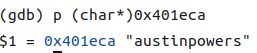 (gdb) p (char*)0x401eca
$1 = 0x401eca "austinpowers"